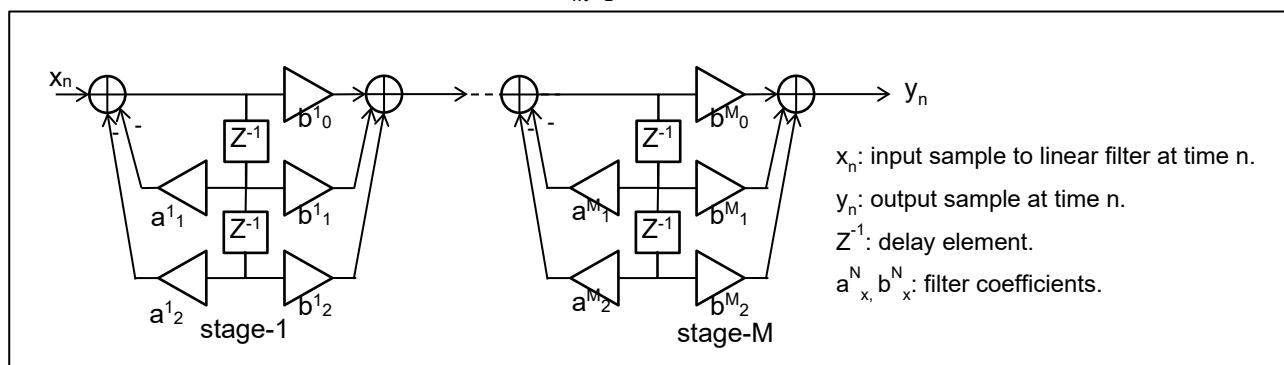 xₙ
b¹₀
bᴹ₀
yₙ
- -
- -
Z⁻¹
Z⁻¹
xₙ: input sample to linear filter at time n.
a¹₁
b¹₁
aᴹ₁
bᴹ₁
yₙ: output sample at time n.
Z⁻¹
Z⁻¹
Z⁻¹: delay element.
aᴺₓ, bᴺₓ: filter coefficients.
a¹₂
b¹₂
aᴹ₂
bᴹ₂
stage-1
stage-M